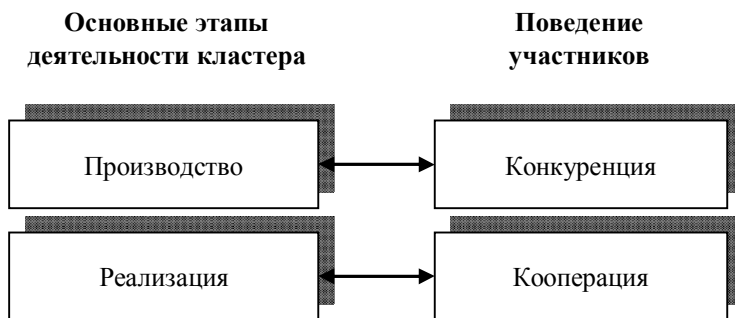 Основные этапы
деятельности кластера
Поведение
участников
Производство
Конкуренция
Реализация
Кооперация